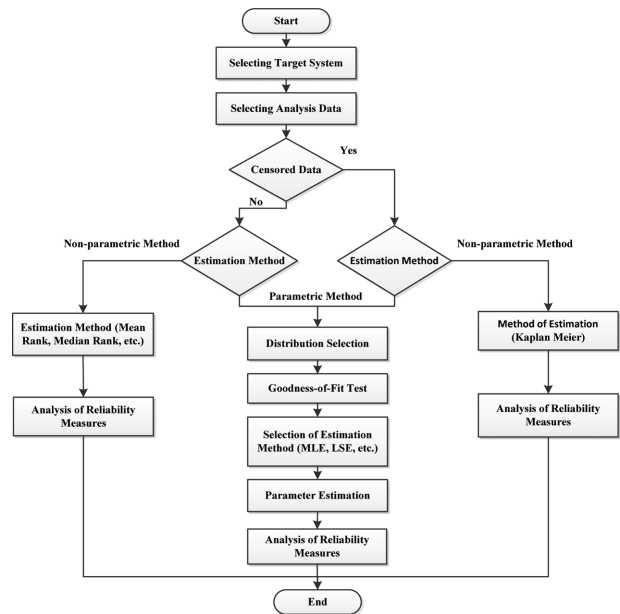 Start
Selecting Target System
Selecting Analysis Data
Yes
Censored Data
No
Non-parametric Method
Non-parametric Method
Estimation Method
Estimation Method
Parametric Method
Estimation Method (Mean
Rank, Median Rank, etc.)
Distribution Selection
Method of Estimation
(Kaplan Meier)
Goodness-of-Fit Test
Analysis of Reliability
Measures
Analysis of Reliability
Measures
Selection of Estimation
Method (MLE, LSE, etc.)
Parameter Estimation
Analysis of Reliability
Measures
End